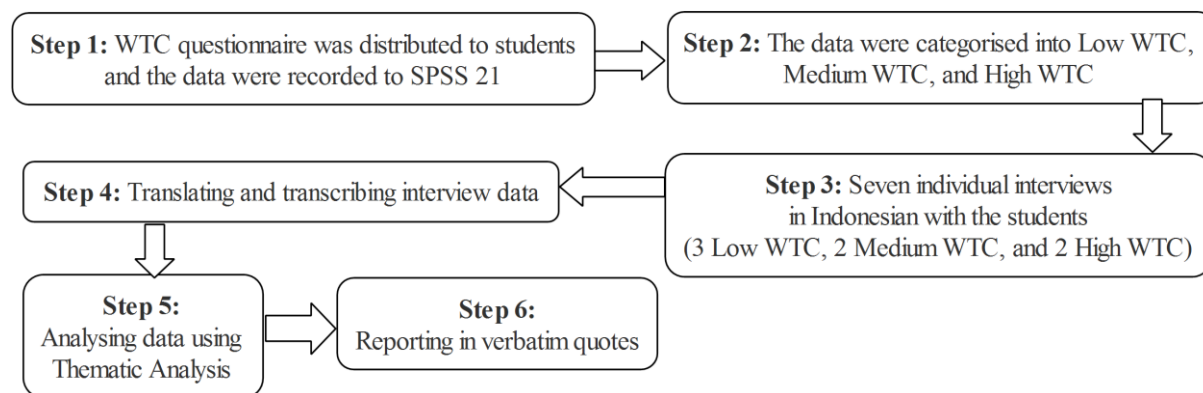 Step 1: WTC questionnaire was distributed to students
and the data were recorded to SPSS 21
Step 2: The data were categorised into Low WTC,
Medium WTC, and High WTC
Step 3: Seven individual interviews
in Indonesian with the students
(3 Low WTC, 2 Medium WTC, and 2 High WTC)
Step 4: Translating and transcribing interview data
Step 5:
Analysing data using
Thematic Analysis
Step 6:
Reporting in verbatim quotes